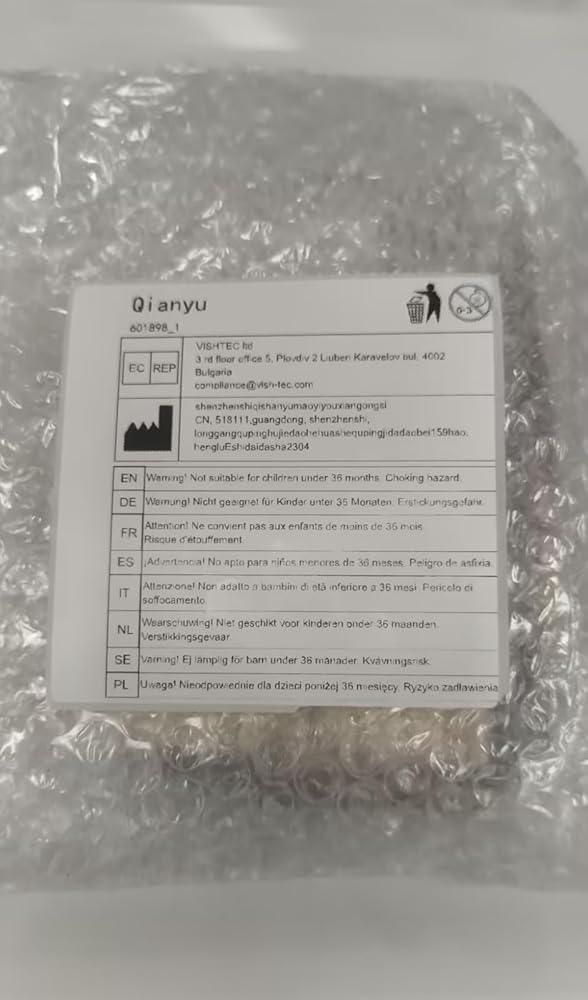 Qianyu
601898_1
EC REP
VISHTEC ltd
3 rd floor office 5, Plovdiv 2 Liuben Karavelov bul. 4002
Bulgaria
compliance@vish-tec.com
shenzhenshiqishanyumaoyiyouxiangongsi
CN, 518111,guangdong, shenzhenshi,
hengluEshidaidasha2304
0-3
EN Warning! Not suitable for children under 36 months. Choking hazard.
DE Warnung! Nicht geeignet für Kinder unter 36 Monaten. Erstickungsgefahr.
FR Attention! Ne convient pas aux enfants de moins de 36 mois.
Risque d'étouffement.
ES ¡Advertencia! No apto para niños menores de 36 meses. Peligro de asfixia.
IT Attenzione! Non adatto a bambini di età inferiore a 36 mesi. Pericolo di
soffocamento.
NL Waarschuwing! Niet geschikt voor kinderen onder 36 maanden.
Verstikkingsgevaar.
SE Varning! Ej lämplig för barn under 36 månader. Kvävningsrisk.
PL Uwaga! Nieodpowiednie dla dzieci poniżej 36 miesięcy. Ryzyko zadławienia